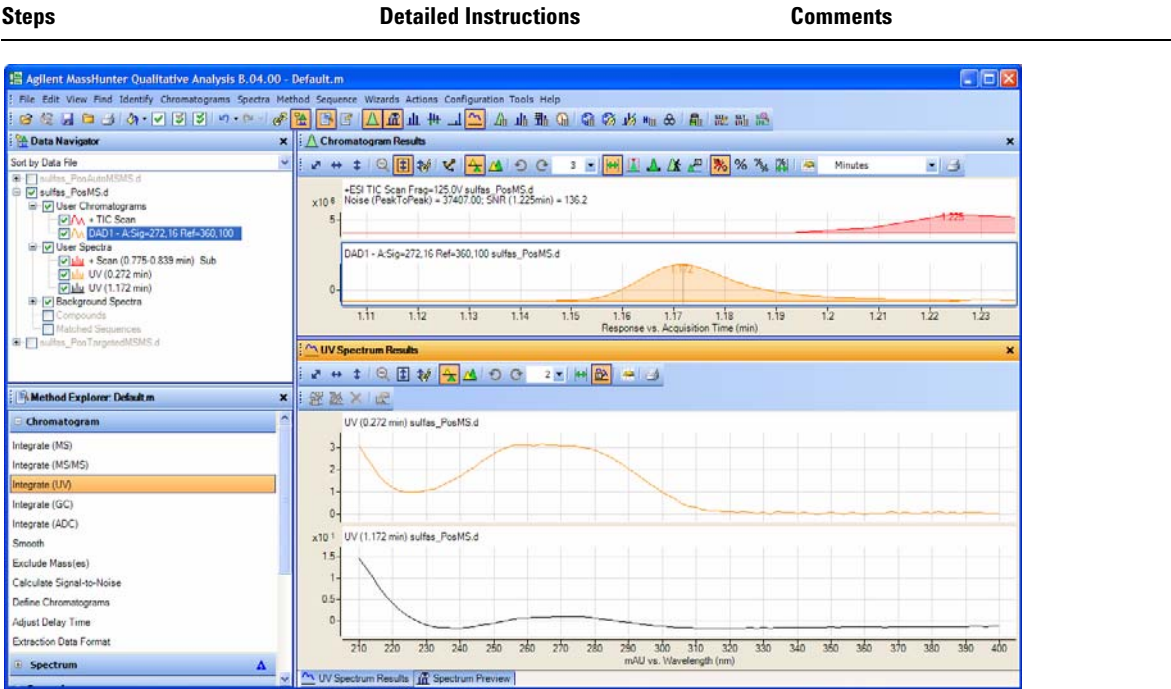 Steps Detailed Instructions Comments
Agilent MassHunter Qualitative Analysis B.04.00 - Default.m
File Edit View Find Identify Chromatograms Spectra Method Sequence Wizards Actions Configuration Tools Help
Data Navigator
Sort by Data File
sulfas_PosAutoMSMS.d
sulfas_PosMS.d
User Chromatograms
+ TIC Scan
DAD1 - A:Sig=272,16 Ref=360,100
User Spectra
+ Scan (0.775-0.839 min) Sub
UV (0.272 min)
UV (1.172 min)
Background Spectra
Compounds
Matched Sequences
sulfas_PosTargetedMSMS.d
Method Explorer: Default.m
Chromatogram
Integrate (MS)
Integrate (MS/MS)
Integrate (UV)
Integrate (GC)
Integrate (ADC)
Smooth
Exclude Mass(es)
Calculate Signal-to-Noise
Define Chromatograms
Adjust Delay Time
Extraction Data Format
Spectrum
Chromatogram Results
3 Minutes
x10 6
+ESI TIC Scan Frag=125.0V sulfas_PosMS.d
Noise (PeakToPeak) = 37407.00; SNR (1.225min) = 136.2
5
1.225
DAD1 - A:Sig=272,16 Ref=360,100 sulfas_PosMS.d
1.172
0
1.11 1.12 1.13 1.14 1.15 1.16 1.17 1.18 1.19 1.2 1.21 1.22 1.23
Response vs. Acquisition Time (min)
UV Spectrum Results
2
UV (0.272 min) sulfas_PosMS.d
3
2
1
0
x10 1 UV (1.172 min) sulfas_PosMS.d
1.5
1
0.5
0
210 220 230 240 250 260 270 280 290 300 310 320 330 340 350 360 370 380 390 400
mAU vs. Wavelength (nm)
UV Spectrum Results Spectrum Preview